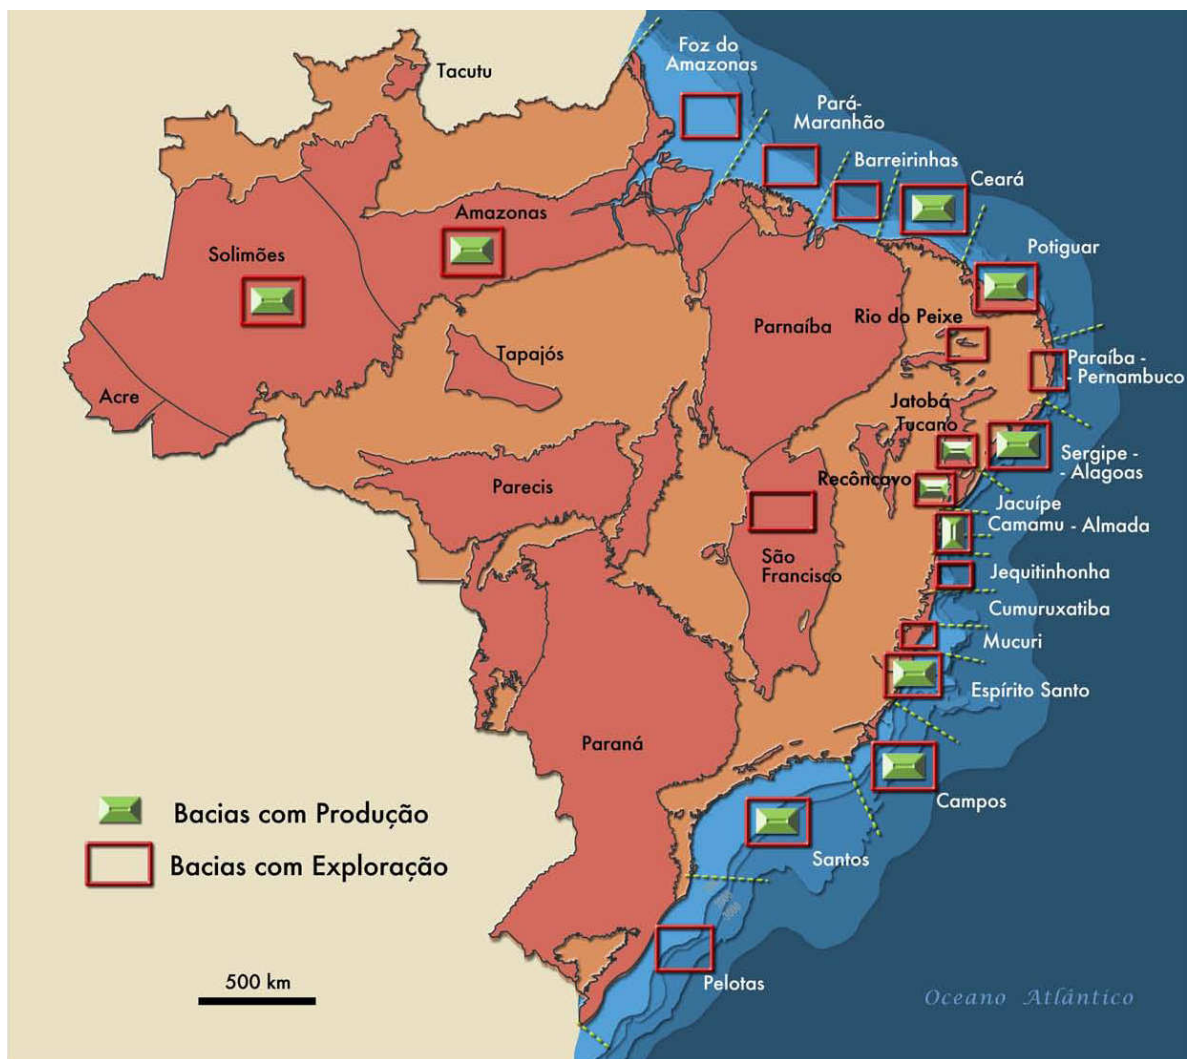 Foz do
Amazonas
Tacutu
Pará-
Maranhão
Barreirinhas
Ceará
Amazonas
Solimões
Potiguar
Rio do Peixe
Parnaíba
Tapajós
Paraíba -
- Pernambuco
Acre
Jatobá
Tucano
Sergipe -
- Alagoas
Parecis
Recôncavo
Jacuípe
Camamu - Almada
São
Francisco
Jequitinhonha
Cumuruxatiba
Mucuri
Espírito Santo
Paraná
Campos
Bacias com Produção
Santos
Bacias com Exploração
500 km
Pelotas
Oceano Atlântico